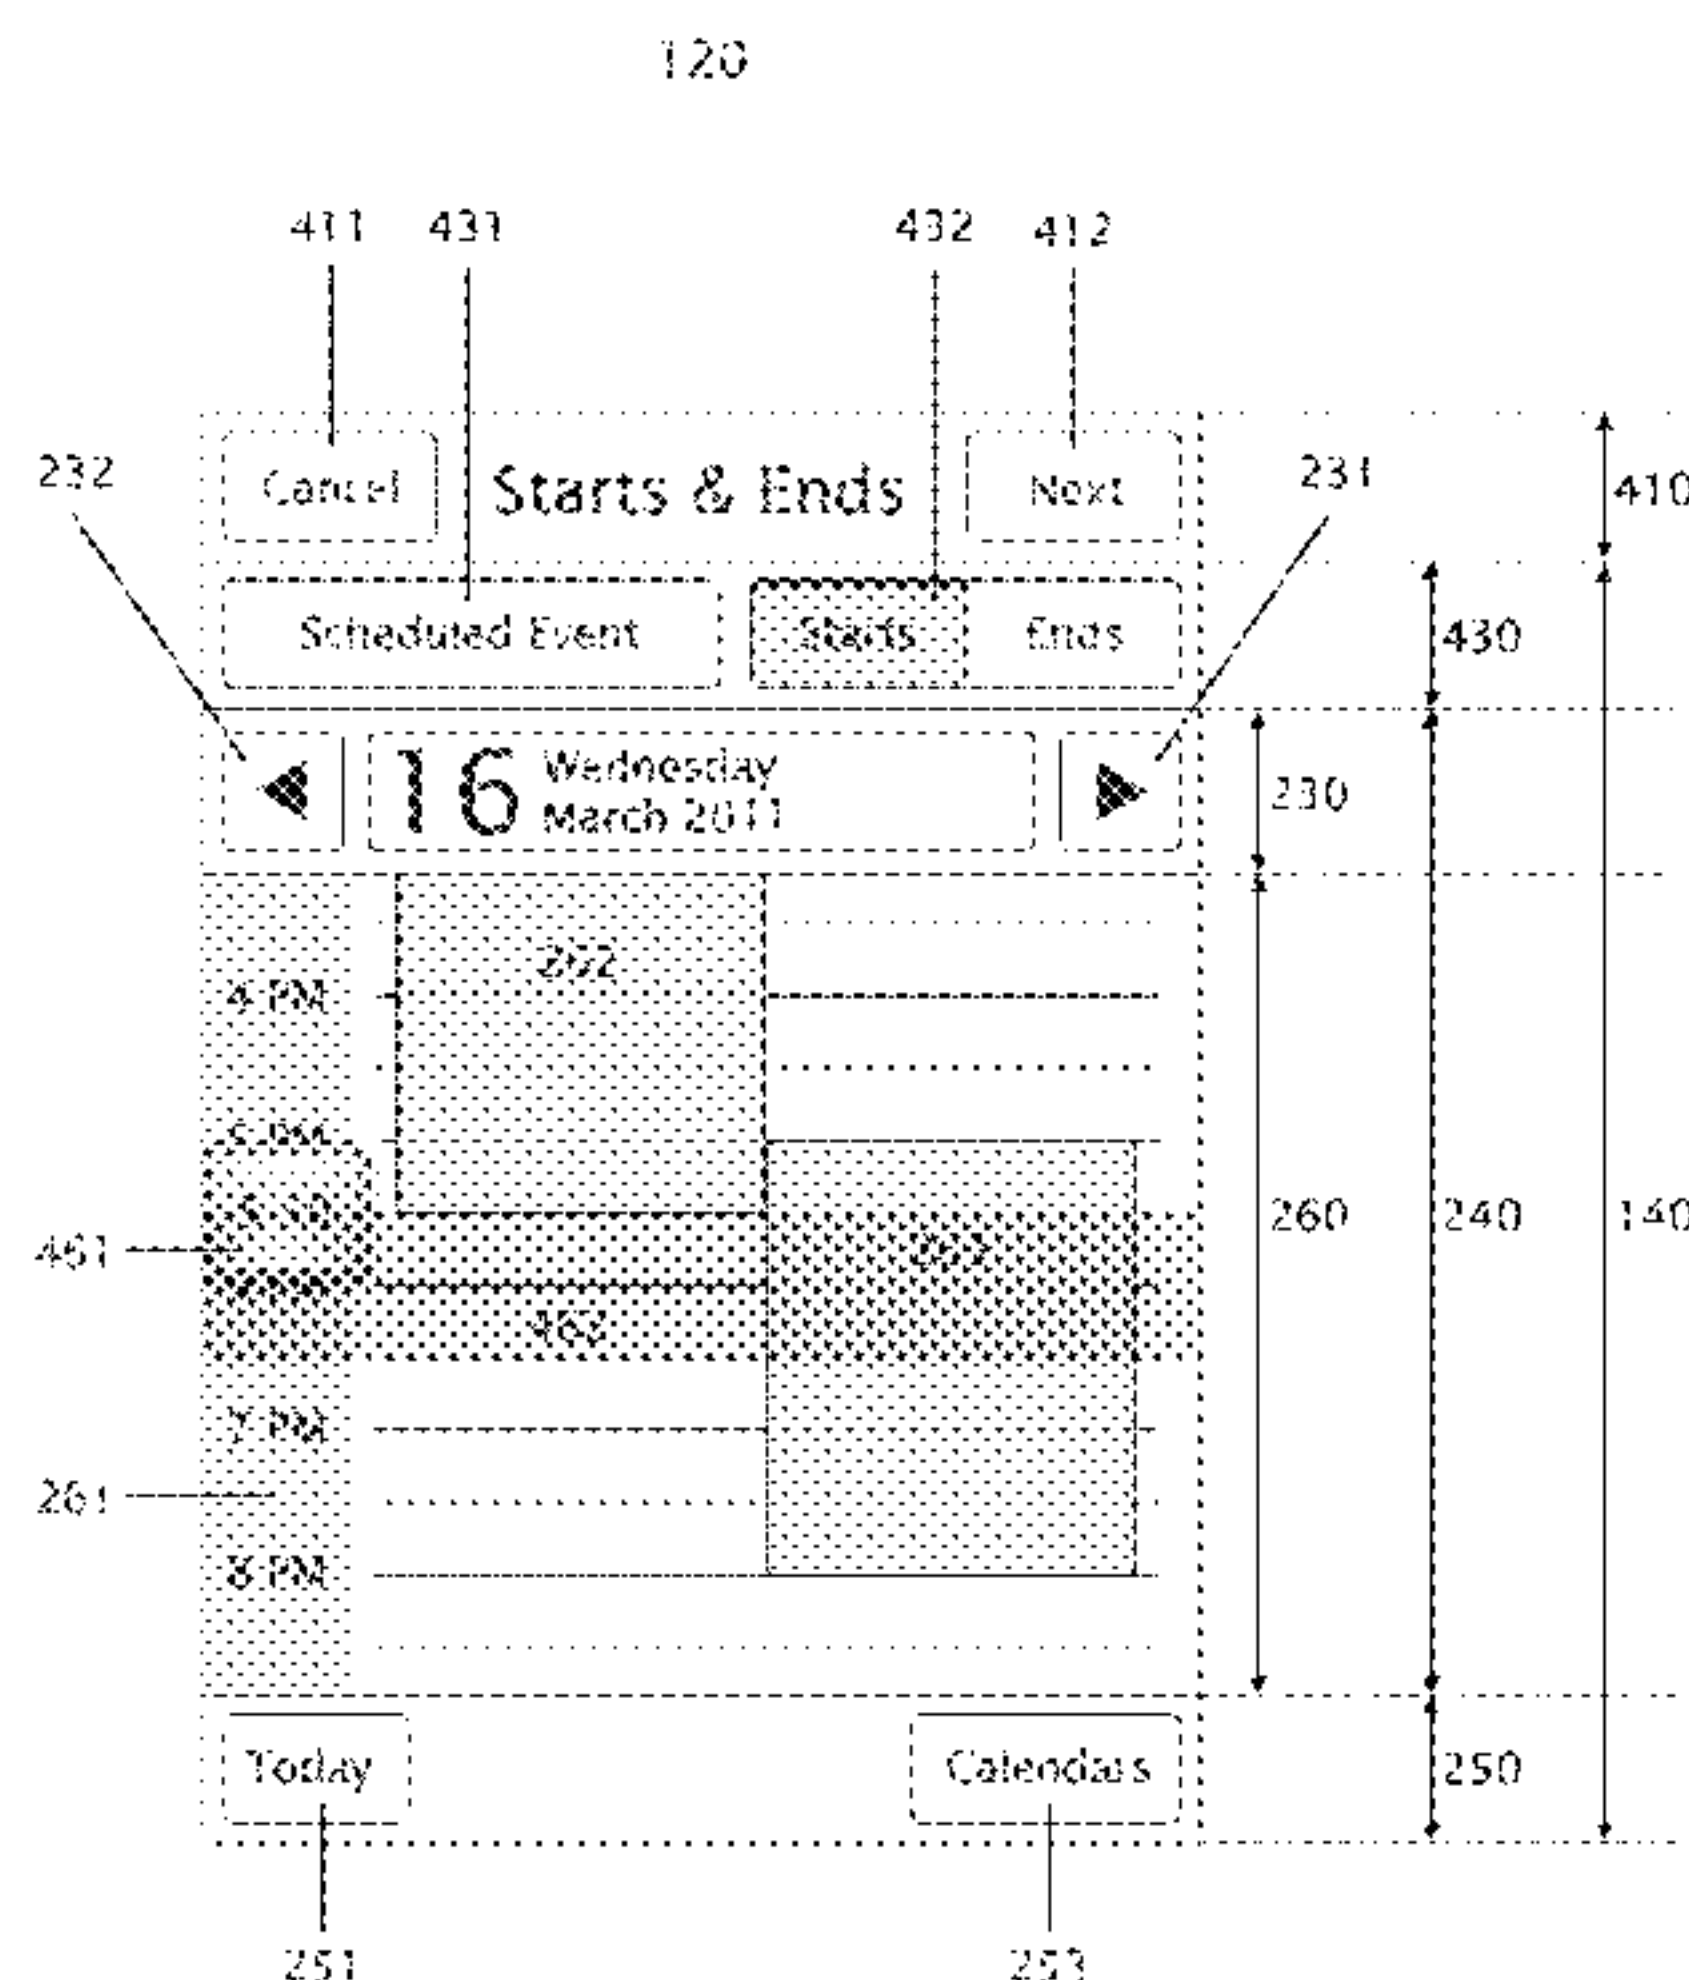 120
411 431 432 412
232 231
Cancel Starts & Ends Next
410
Scheduled Event Starts Ends
430
16 Wednesday
March 2011
230
262
4 PM
5 PM
260 240 140
461
462
7 PM
261
8 PM
Today Calendars
250
251 253